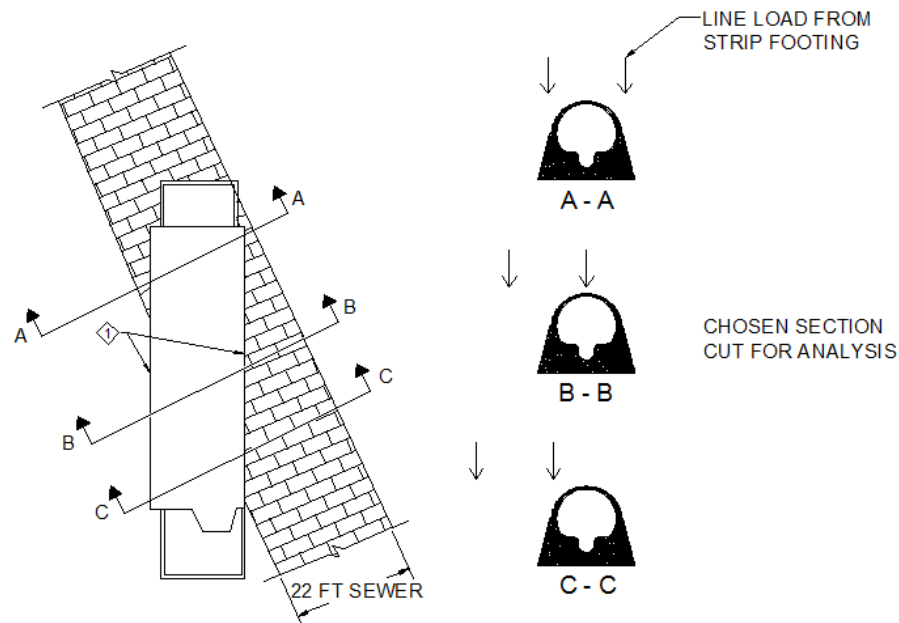 LINE LOAD FROM
STRIP FOOTING
A
A - A
A
1
B
B
CHOSEN SECTION
CUT FOR ANALYSIS
C
B - B
C
22 FT SEWER
C - C